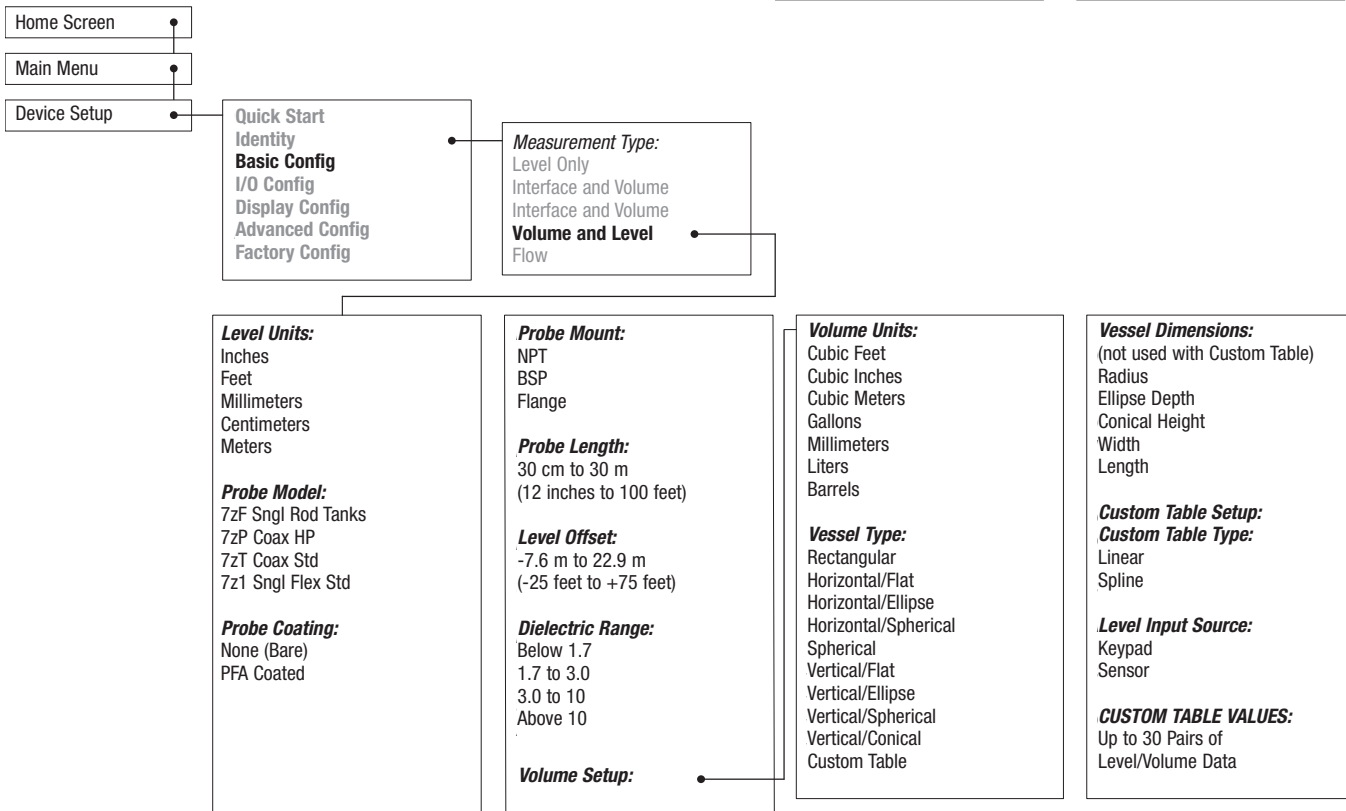 Home Screen
Main Menu
Device Setup
Quick Start
Identity
Basic Config
I/O Config
Display Config
Advanced Config
Factory Config
Measurement Type:
Level Only
Interface and Volume
Interface and Volume
Volume and Level
Flow
Level Units:
Inches
Feet
Millimeters
Centimeters
Meters
Probe Model:
7zF Sngl Rod Tanks
7zP Coax HP
7zT Coax Std
7z1 Sngl Flex Std
Probe Coating:
None (Bare)
PFA Coated
Probe Mount:
NPT
BSP
Flange
Probe Length:
30 cm to 30 m
(12 inches to 100 feet)
Level Offset:
-7.6 m to 22.9 m
(-25 feet to +75 feet)
Dielectric Range:
Below 1.7
1.7 to 3.0
3.0 to 10
Above 10
Volume Setup:
Volume Units:
Cubic Feet
Cubic Inches
Cubic Meters
Gallons
Millimeters
Liters
Barrels
Vessel Type:
Rectangular
Horizontal/Flat
Horizontal/Ellipse
Horizontal/Spherical
Spherical
Vertical/Flat
Vertical/Ellipse
Vertical/Spherical
Vertical/Conical
Custom Table
Vessel Dimensions:
(not used with Custom Table)
Radius
Ellipse Depth
Conical Height
Width
Length
Custom Table Setup:
Custom Table Type:
Linear
Spline
Level Input Source:
Keypad
Sensor
CUSTOM TABLE VALUES:
Up to 30 Pairs of
Level/Volume Data